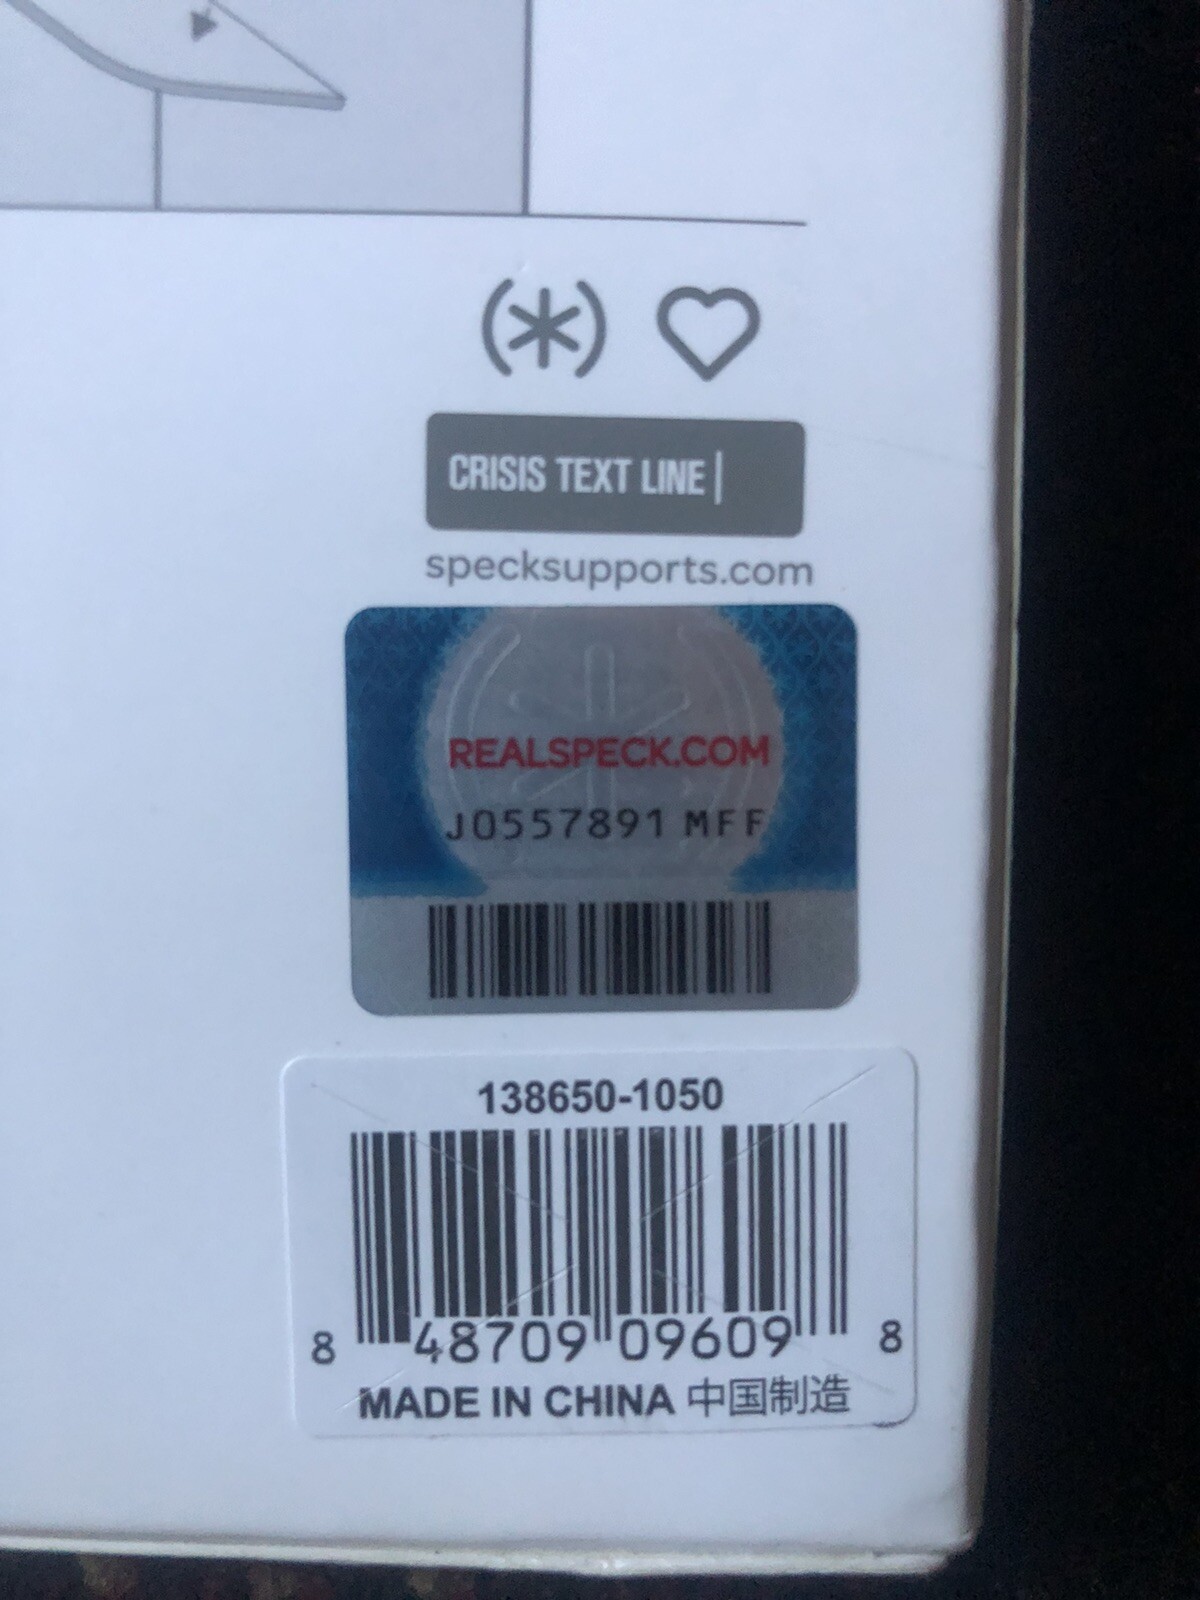 (*)
CRISIS TEXT LINE |
specksupports.com
REALSPECK.COM
J0557891 MFF
138650-1050
8 48709 09609 8
MADE IN CHINA 中国制造